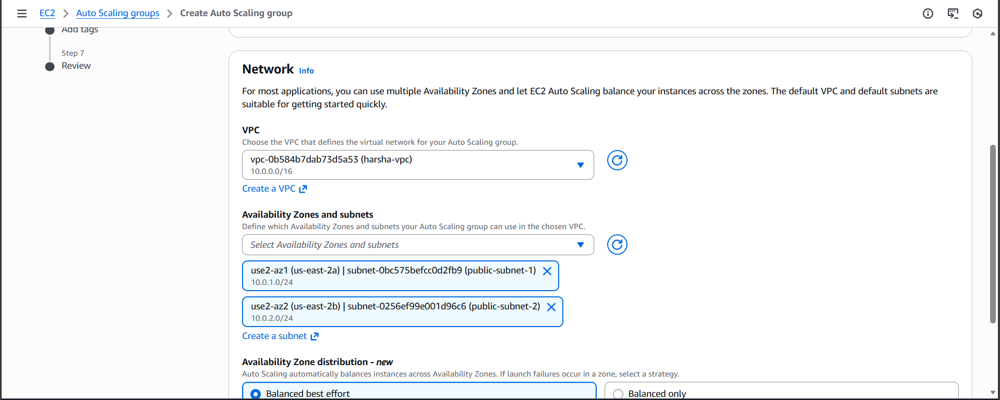 EC2 > Auto Scaling groups > Create Auto Scaling group
Add tags
Step 7
Review
Network Info
For most applications, you can use multiple Availability Zones and let EC2 Auto Scaling balance your instances across the zones. The default VPC and default subnets are
suitable for getting started quickly.
VPC
Choose the VPC that defines the virtual network for your Auto Scaling group.
vpc-0b584b7dab73d5a53 (harsha-vpc)
10.0.0.0/16
Create a VPC
Availability Zones and subnets
Define which Availability Zones and subnets your Auto Scaling group can use in the chosen VPC.
Select Availability Zones and subnets
use2-az1 (us-east-2a) | subnet-0bc575befcc0d2fb9 (public-subnet-1)
10.0.1.0/24
use2-az2 (us-east-2b) | subnet-0256ef99e001d96c6 (public-subnet-2)
10.0.2.0/24
Create a subnet
Availability Zone distribution - new
Auto Scaling automatically balances instances across Availability Zones. If launch failures occur in a zone, select a strategy.
Balanced best effort
Balanced only